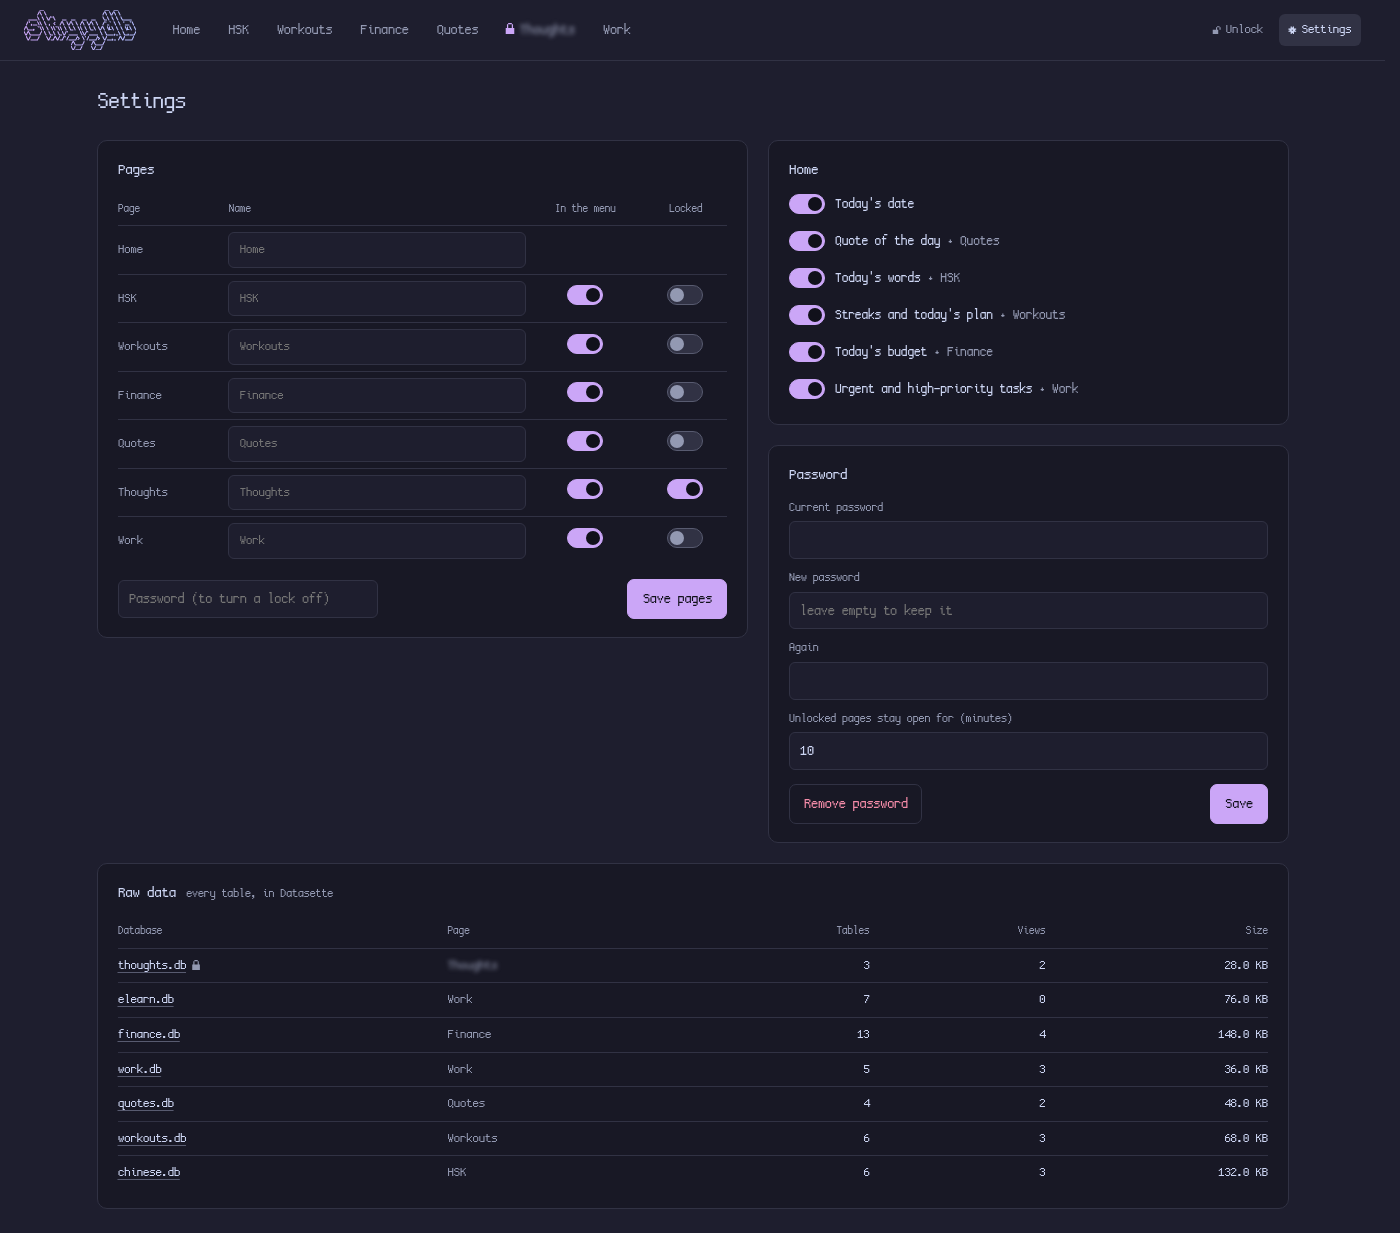 Home HSK Workouts Finance Quotes Work Unlock Settings
Settings
Pages
Page Name In the menu Locked
Home Home
HSK HSK
Workouts Workouts
Finance Finance
Quotes Quotes
Thoughts Thoughts
Work Work
Password (to turn a lock off) Save pages
Home
Today's date
Quote of the day · Quotes
Today's words · HSK
Streaks and today's plan · Workouts
Today's budget · Finance
Urgent and high-priority tasks · Work
Password
Current password
New password
leave empty to keep it
Again
Unlocked pages stay open for (minutes)
10
Remove password Save
Raw data every table, in Datasette
Database Page Tables Views Size
thoughts.db 3 2 28.0 KB
elearn.db Work 7 0 76.0 KB
finance.db Finance 13 4 148.0 KB
work.db Work 5 3 36.0 KB
quotes.db Quotes 4 2 48.0 KB
workouts.db Workouts 6 3 68.0 KB
chinese.db HSK 6 3 132.0 KB